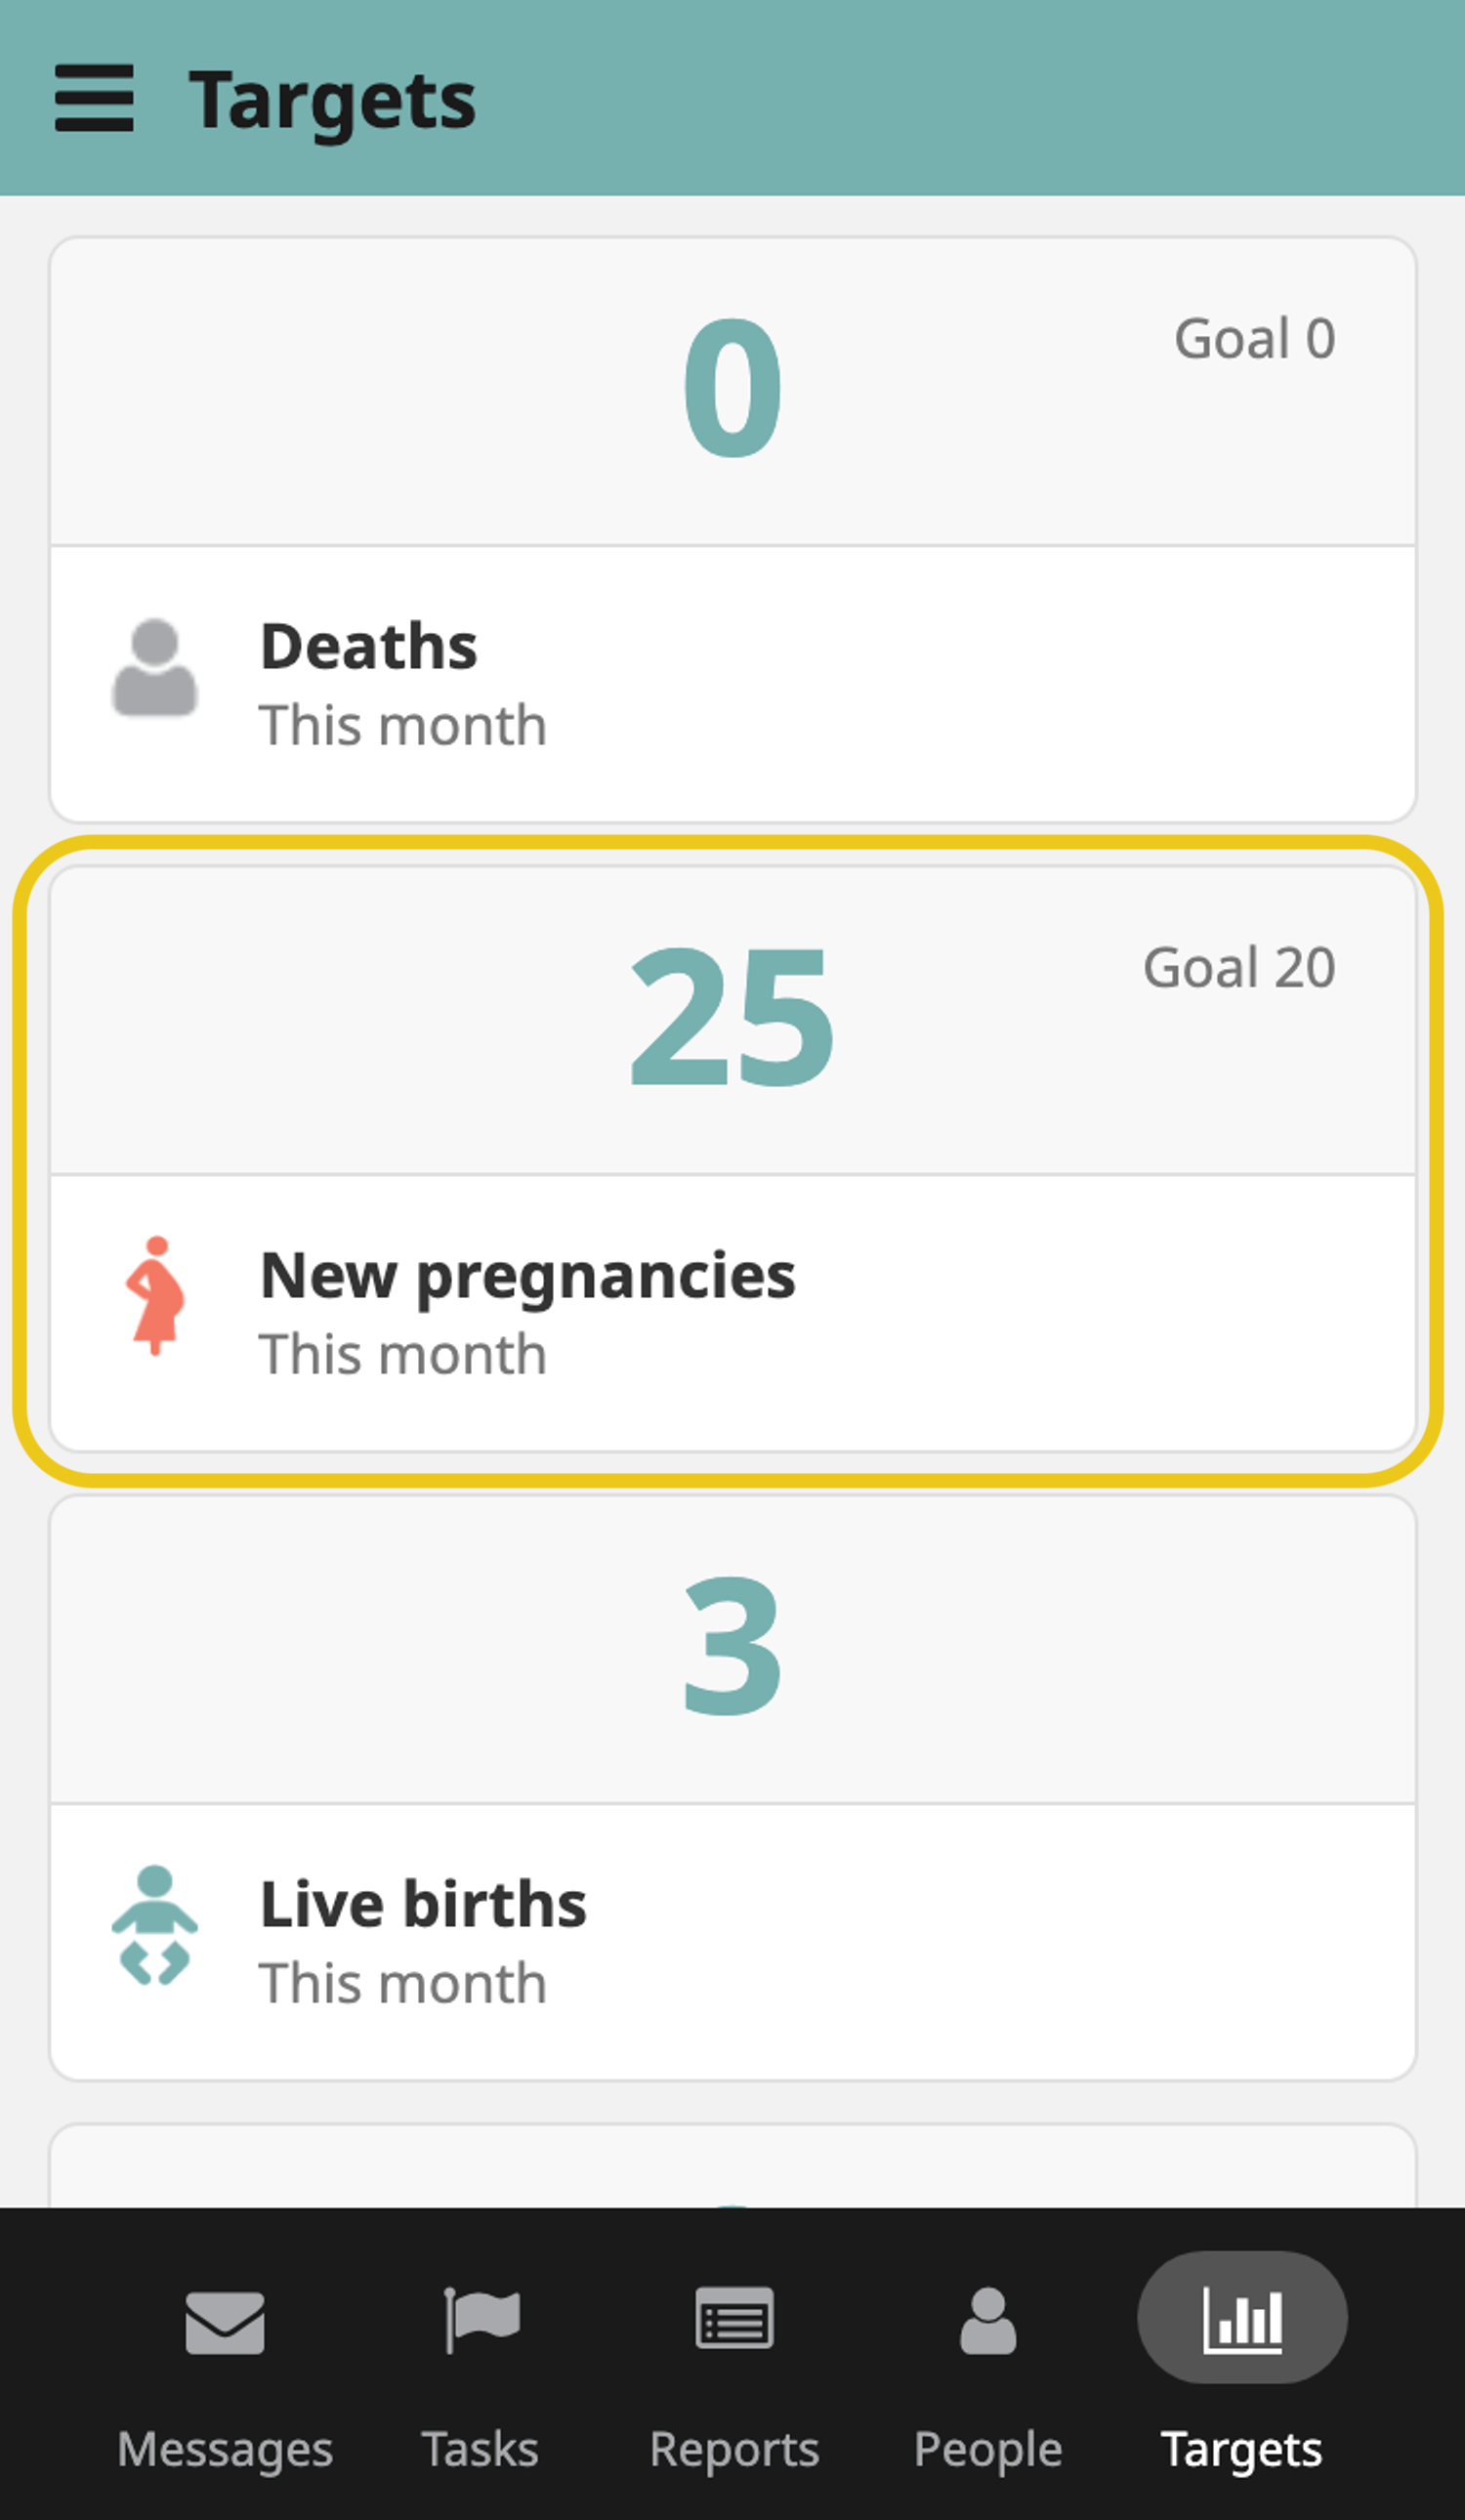 Targets
0
Goal 0
Deaths
This month
25
Goal 20
New pregnancies
This month
3
Live births
This month
Messages
Tasks
Reports
People
Targets